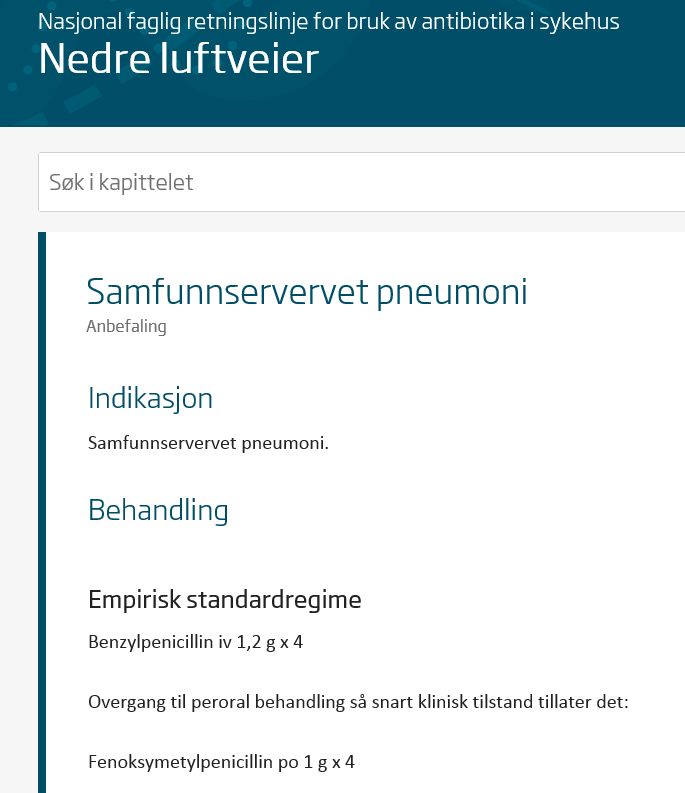 Nasjonal faglig retningslinje for bruk av antibiotika i sykehus
Nedre luftveier
Søk i kapittelet
Samfunnservervet pneumoni
Anbefaling
Indikasjon
Samfunnservervet pneumoni.
Behandling
Empirisk standardregime
Benzylpenicillin iv 1,2 g x 4
Overgang til peroral behandling så snart klinisk tilstand tillater det:
Fenoksymetylpenicillin po 1 g x 4